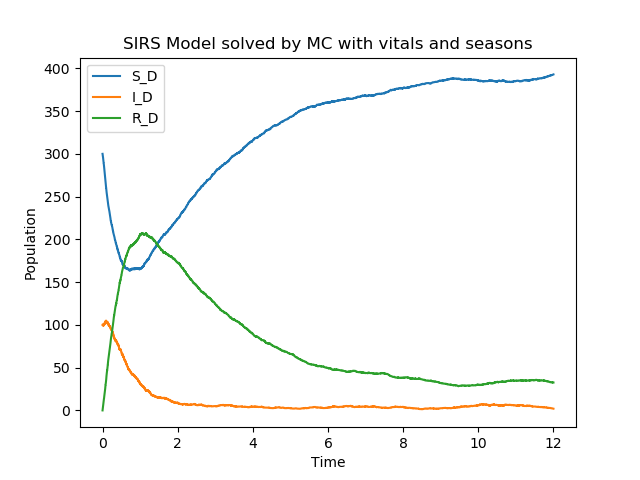 SIRS Model solved by MC with vitals and seasons
S_D
I_D
R_D
400
350
300
250
200
150
100
50
0
Population
0 2 4 6 8 10 12
Time